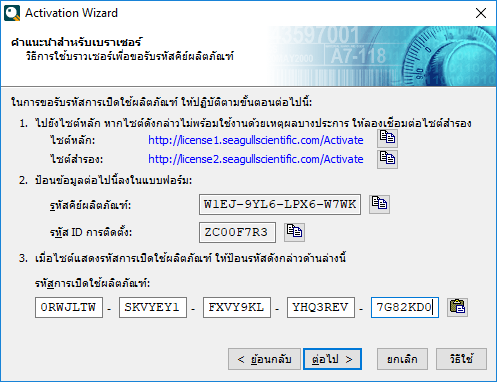 Activation Wizard
คำแนะนำสำหรับเบราเซอร์
วิธีการใช้บราวเซอร์เพื่อขอรับรหัสคีย์ผลิตภัณฑ์
A7-118
ในการขอรับรหัสการเปิดใช้ผลิตภัณฑ์ ให้ปฏิบัติตามขั้นตอนต่อไปนี้:
1. ไปยังไซต์หลัก หากไซต์ดังกล่าวไม่พร้อมใช้งานด้วยเหตุผลบางประการ ให้ลองเชื่อมต่อไซต์สำรอง
ไซต์หลัก: http://license1.seagullscientific.com/Activate
ไซต์สำรอง: http://license2.seagullscientific.com/Activate
2. ป้อนข้อมูลต่อไปนี้ลงในแบบฟอร์ม:
รหัสคีย์ผลิตภัณฑ์: W1EJ-9YL6-LPX6-W7WK
รหัส ID การติดตั้ง: ZC00F7R3
3. เมื่อไซต์แสดงรหัสการเปิดใช้ผลิตภัณฑ์ ให้ป้อนรหัสดังกล่าวด้านล่างนี้
รหัสการเปิดใช้ผลิตภัณฑ์:
0RWJLTW - SKVYEY1 - FXVY9KL - YHQ3REV - 7G82KD0
< ย้อนกลับ ต่อไป > ยกเลิก วิธีใช้